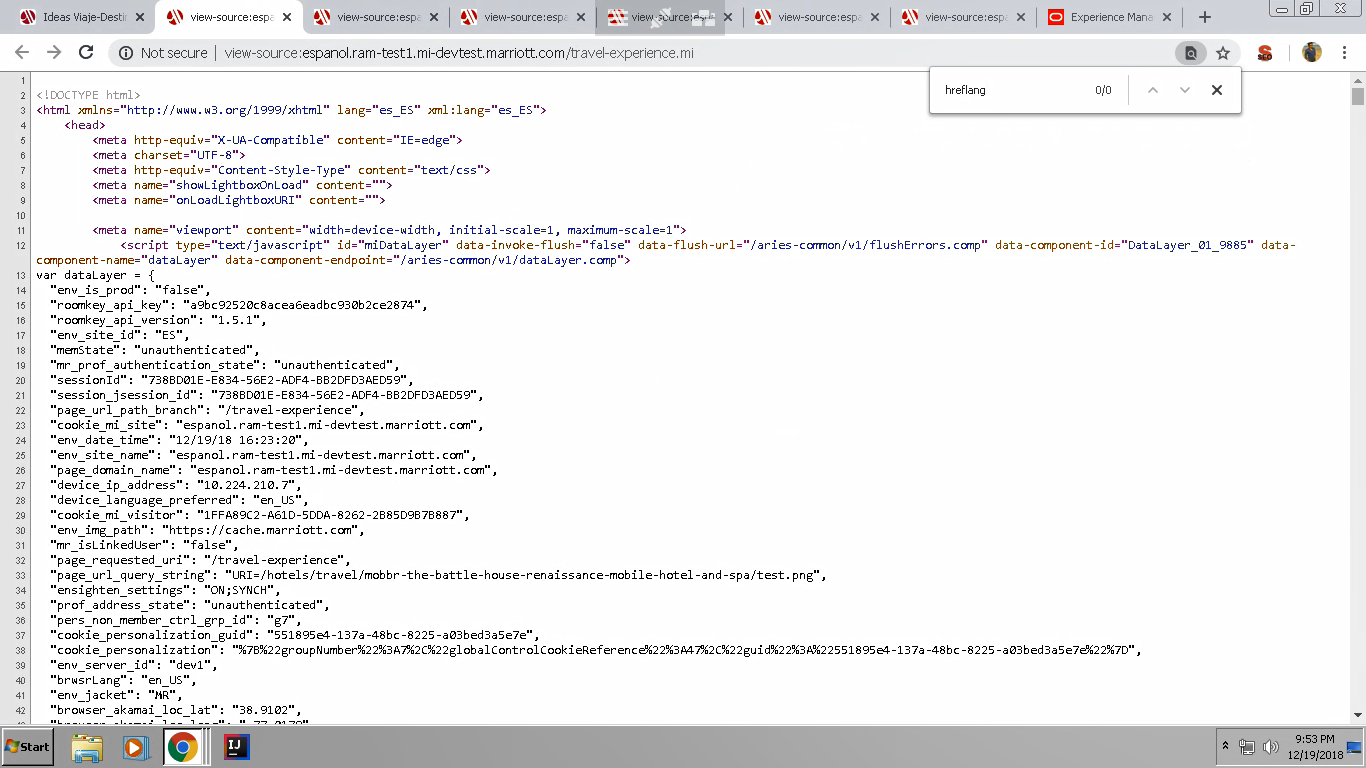 Ideas Viaje-Destin
view-source:espa
view-source:espa
view-source:espa
view-source:espa
view-source:espa
view-source:espa
Experience Mana
Not secure | view-source:espanol.ram-test1.mi-devtest.marriott.com/travel-experience.mi
hreflang 0/0
1
2 <!DOCTYPE html>
3 <html xmlns="http://www.w3.org/1999/xhtml" lang="es_ES" xml:lang="es_ES">
4 <head>
5 <meta http-equiv="X-UA-Compatible" content="IE=edge">
6 <meta charset="UTF-8">
7 <meta http-equiv="Content-Style-Type" content="text/css">
8 <meta name="showLightboxOnLoad" content="">
9 <meta name="onLoadLightboxURI" content="">
10
11 <meta name="viewport" content="width=device-width, initial-scale=1, maximum-scale=1">
12 <script type="text/javascript" id="miDataLayer" data-invoke-flush="false" data-flush-url="/aries-common/v1/flushErrors.comp" data-component-id="DataLayer_01_9885" data-
component-name="dataLayer" data-component-endpoint="/aries-common/v1/dataLayer.comp">
13 var dataLayer = {
14 "env_is_prod": "false",
15 "roomkey_api_key": "a9bc92520c8acea6eadbc930b2ce2874",
16 "roomkey_api_version": "1.5.1",
17 "env_site_id": "ES",
18 "memState": "unauthenticated",
19 "mr_prof_authentication_state": "unauthenticated",
20 "sessionId": "738BD01E-E834-56E2-ADF4-BB2DFD3AED59",
21 "session_jsession_id": "738BD01E-E834-56E2-ADF4-BB2DFD3AED59",
22 "page_url_path_branch": "/travel-experience",
23 "cookie_mi_site": "espanol.ram-test1.mi-devtest.marriott.com",
24 "env_date_time": "12/19/18 16:23:20",
25 "env_site_name": "espanol.ram-test1.mi-devtest.marriott.com",
26 "page_domain_name": "espanol.ram-test1.mi-devtest.marriott.com",
27 "device_ip_address": "10.224.210.7",
28 "device_language_preferred": "en_US",
29 "cookie_mi_visitor": "1FFA89C2-A61D-5DDA-8262-2B85D9B7B887",
30 "env_img_path": "https://cache.marriott.com",
31 "mr_isLinkedUser": "false",
32 "page_requested_uri": "/travel-experience",
33 "page_url_query_string": "URI=/hotels/travel/mobbr-the-battle-house-renaissance-mobile-hotel-and-spa/test.png",
34 "ensighten_settings": "ON;SYNCH",
35 "prof_address_state": "unauthenticated",
36 "pers_non_member_ctrl_grp_id": "g7",
37 "cookie_personalization_guid": "551895e4-137a-48bc-8225-a03bed3a5e7e",
38 "cookie_personalization": "%7B%22groupNumber%22%3A7%2C%22globalControlCookieReference%22%3A47%2C%22guid%22%3A%22551895e4-137a-48bc-8225-a03bed3a5e7e%22%7D",
39 "env_server_id": "dev1",
40 "brwsrLang": "en_US",
41 "env_jacket": "MR",
42 "browser_akamai_loc_lat": "38.9102",
Start
9:53 PM
12/19/2018